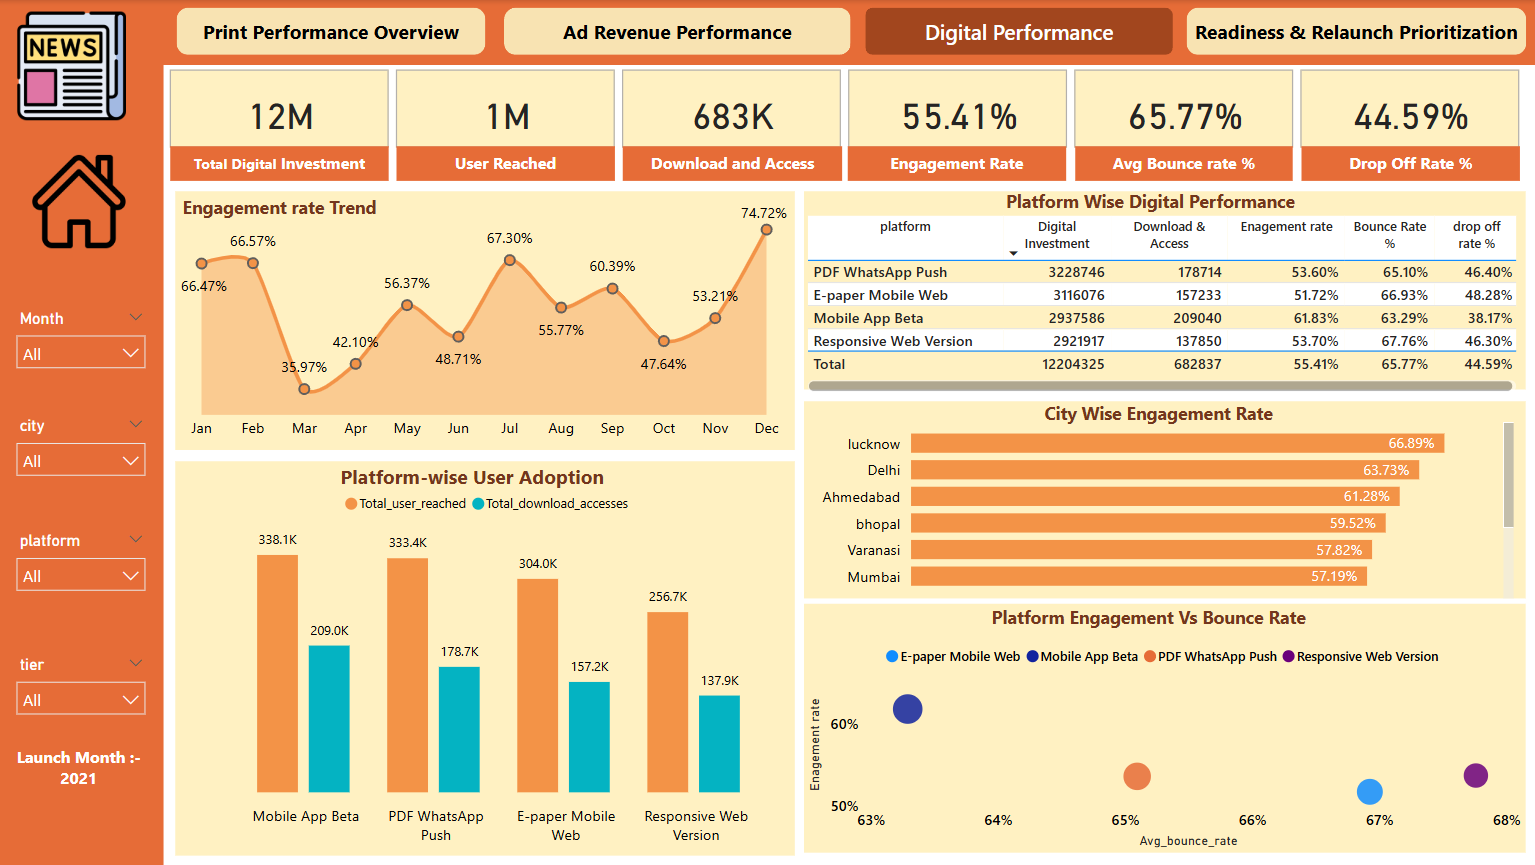 NEWS
Print Performance Overview
Ad Revenue Performance
Digital Performance
Readiness & Relaunch Prioritization
12M
Total Digital Investment
1M
User Reached
683K
Download and Access
55.41%
Engagement Rate
65.77%
Avg Bounce rate %
44.59%
Drop Off Rate %
Month
All
city
All
platform
All
tier
All
Launch Month :-
2021
Engagement rate Trend
66.47%
66.57%
35.97%
42.10%
56.37%
48.71%
67.30%
55.77%
60.39%
47.64%
53.21%
74.72%
Jan Feb Mar Apr May Jun Jul Aug Sep Oct Nov Dec
Platform Wise Digital Performance
platform Digital Investment Download & Access Enagement rate Bounce Rate % drop off rate %
PDF WhatsApp Push 3228746 178714 53.60% 65.10% 46.40%
E-paper Mobile Web 3116076 157233 51.72% 66.93% 48.28%
Mobile App Beta 2937586 209040 61.83% 63.29% 38.17%
Responsive Web Version 2921917 137850 53.70% 67.76% 46.30%
Total 12204325 682837 55.41% 65.77% 44.59%
City Wise Engagement Rate
lucknow 66.89%
Delhi 63.73%
Ahmedabad 61.28%
bhopal 59.52%
Varanasi 57.82%
Mumbai 57.19%
Platform-wise User Adoption
Total_user_reached Total_download_accesses
338.1K
209.0K
333.4K
178.7K
304.0K
157.2K
256.7K
137.9K
Mobile App Beta
PDF WhatsApp
Push
E-paper Mobile
Web
Responsive Web
Version
Platform Engagement Vs Bounce Rate
E-paper Mobile Web Mobile App Beta PDF WhatsApp Push Responsive Web Version
Enagement rate
60%
50%
63% 64% 65% 66% 67% 68%
Avg_bounce_rate